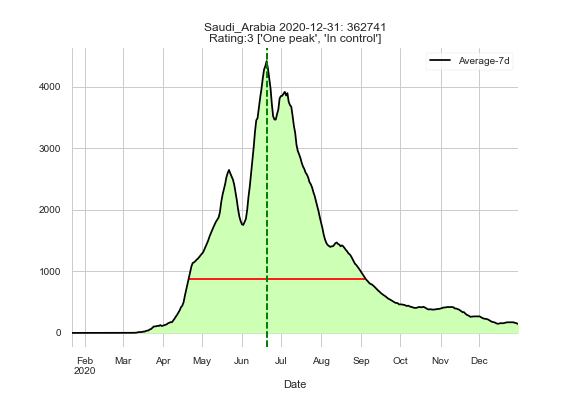 Saudi_Arabia 2020-12-31: 362741
Rating:3 ['One peak', 'In control']
Average-7d
4000
3000
2000
1000
0
Feb Mar Apr May Jun Jul Aug Sep Oct Nov Dec
2020
Date